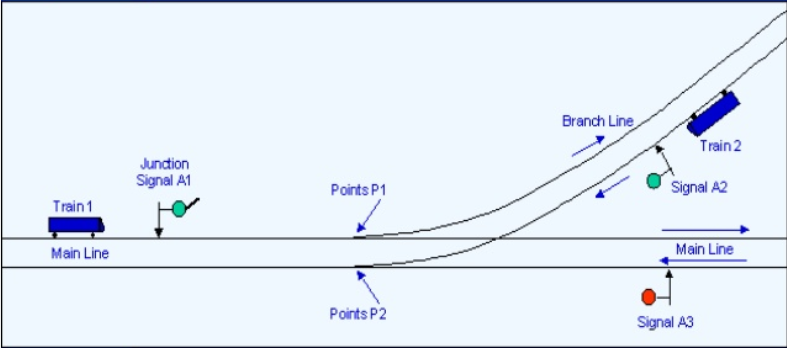 Branch Line
Train 2
Junction
Signal A1
Points P1
Signal A2
Train 1
Main Line
Main Line
Points P2
Signal A3